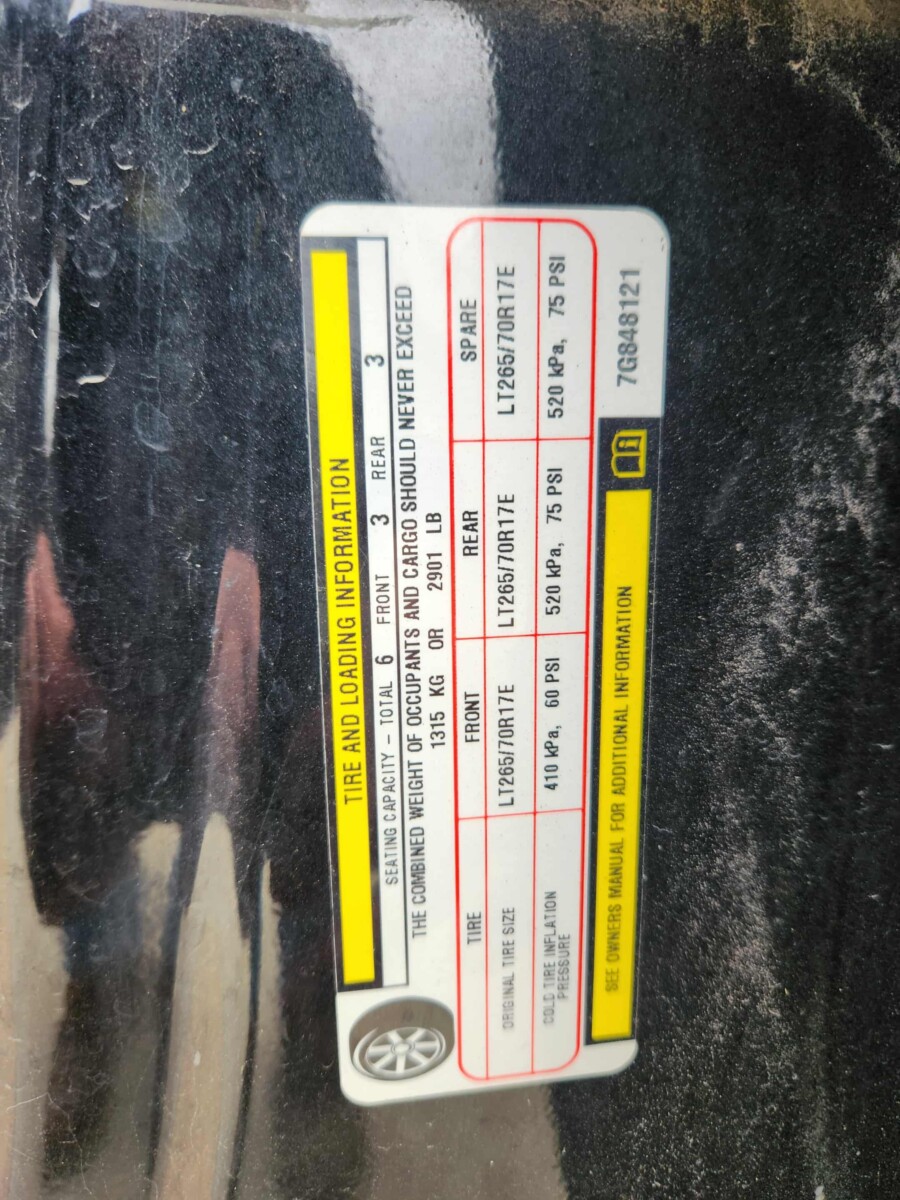 TIRE AND LOADING INFORMATION
SEATING CAPACITY – TOTAL 6 FRONT 3 REAR 3
THE COMBINED WEIGHT OF OCCUPANTS AND CARGO SHOULD NEVER EXCEED
1315 KG OR 2901 LB
TIRE FRONT REAR SPARE
ORIGINAL TIRE SIZE LT265/70R17E LT265/70R17E LT265/70R17E
COLD TIRE INFLATION PRESSURE 410 kPa, 60 PSI 520 kPa, 75 PSI 520 kPa, 75 PSI
SEE OWNERS MANUAL FOR ADDITIONAL INFORMATION
7G848121